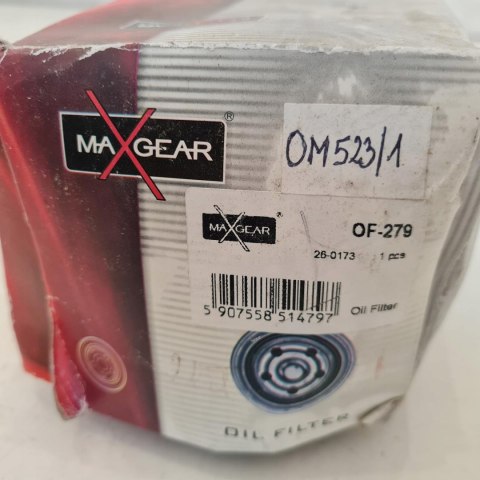 MAXGEAR®
OM523/1
MAXGEAR
OF-279
26-0173 1 pcs
5 907558 514797
Oil Filter
OIL FILTER